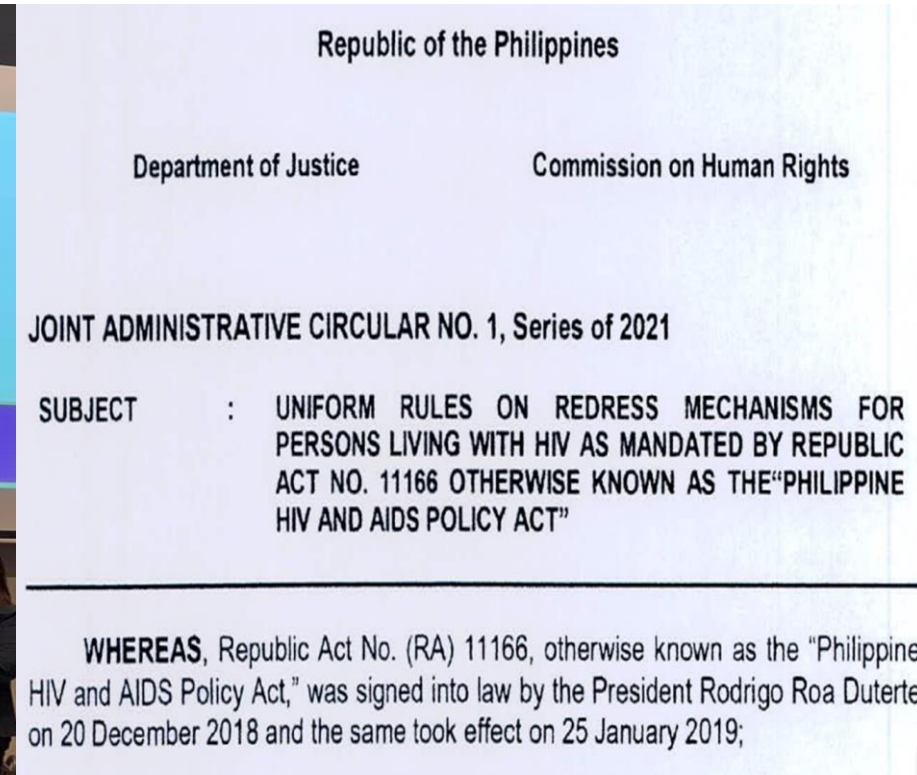 Republic of the Philippines
Department of Justice
Commission on Human Rights
JOINT ADMINISTRATIVE CIRCULAR NO. 1, Series of 2021
SUBJECT : UNIFORM RULES ON REDRESS MECHANISMS FOR
PERSONS LIVING WITH HIV AS MANDATED BY REPUBLIC
ACT NO. 11166 OTHERWISE KNOWN AS THE“PHILIPPINE
HIV AND AIDS POLICY ACT”
WHEREAS, Republic Act No. (RA) 11166, otherwise known as the “Philippine
HIV and AIDS Policy Act,” was signed into law by the President Rodrigo Roa Duterte
on 20 December 2018 and the same took effect on 25 January 2019;